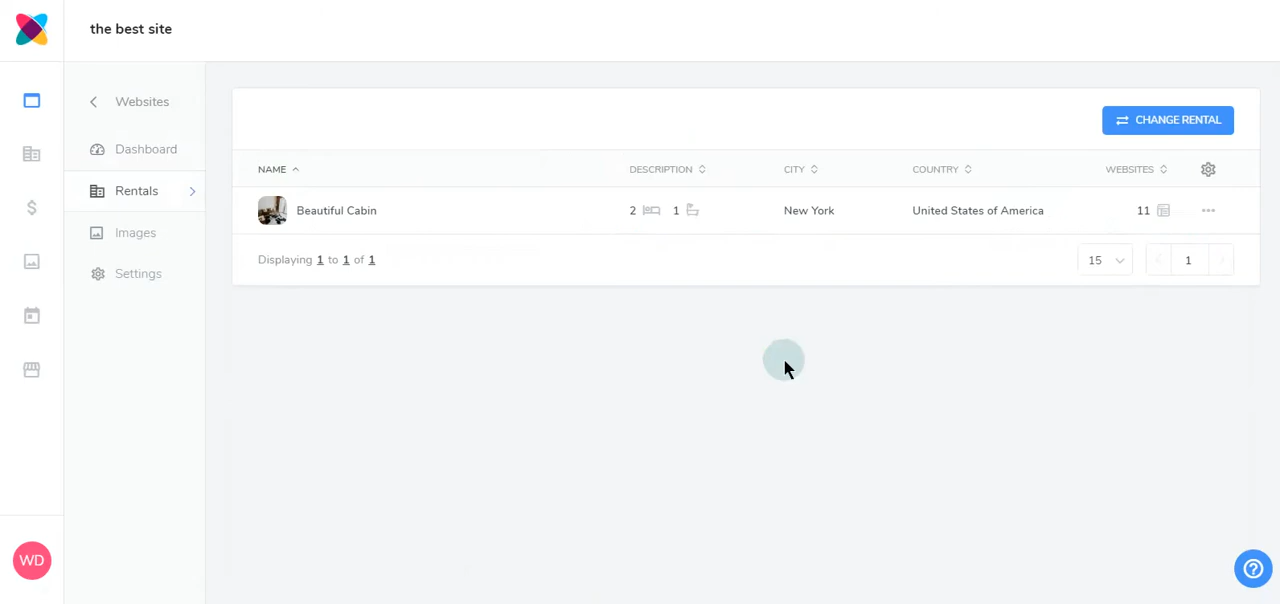 the best site
Websites
Dashboard
Rentals
Images
Settings
CHANGE RENTAL
NAME DESCRIPTION CITY COUNTRY WEBSITES
Beautiful Cabin 2 1 New York United States of America 11 ...
Displaying 1 to 1 of 1 15 1
WD